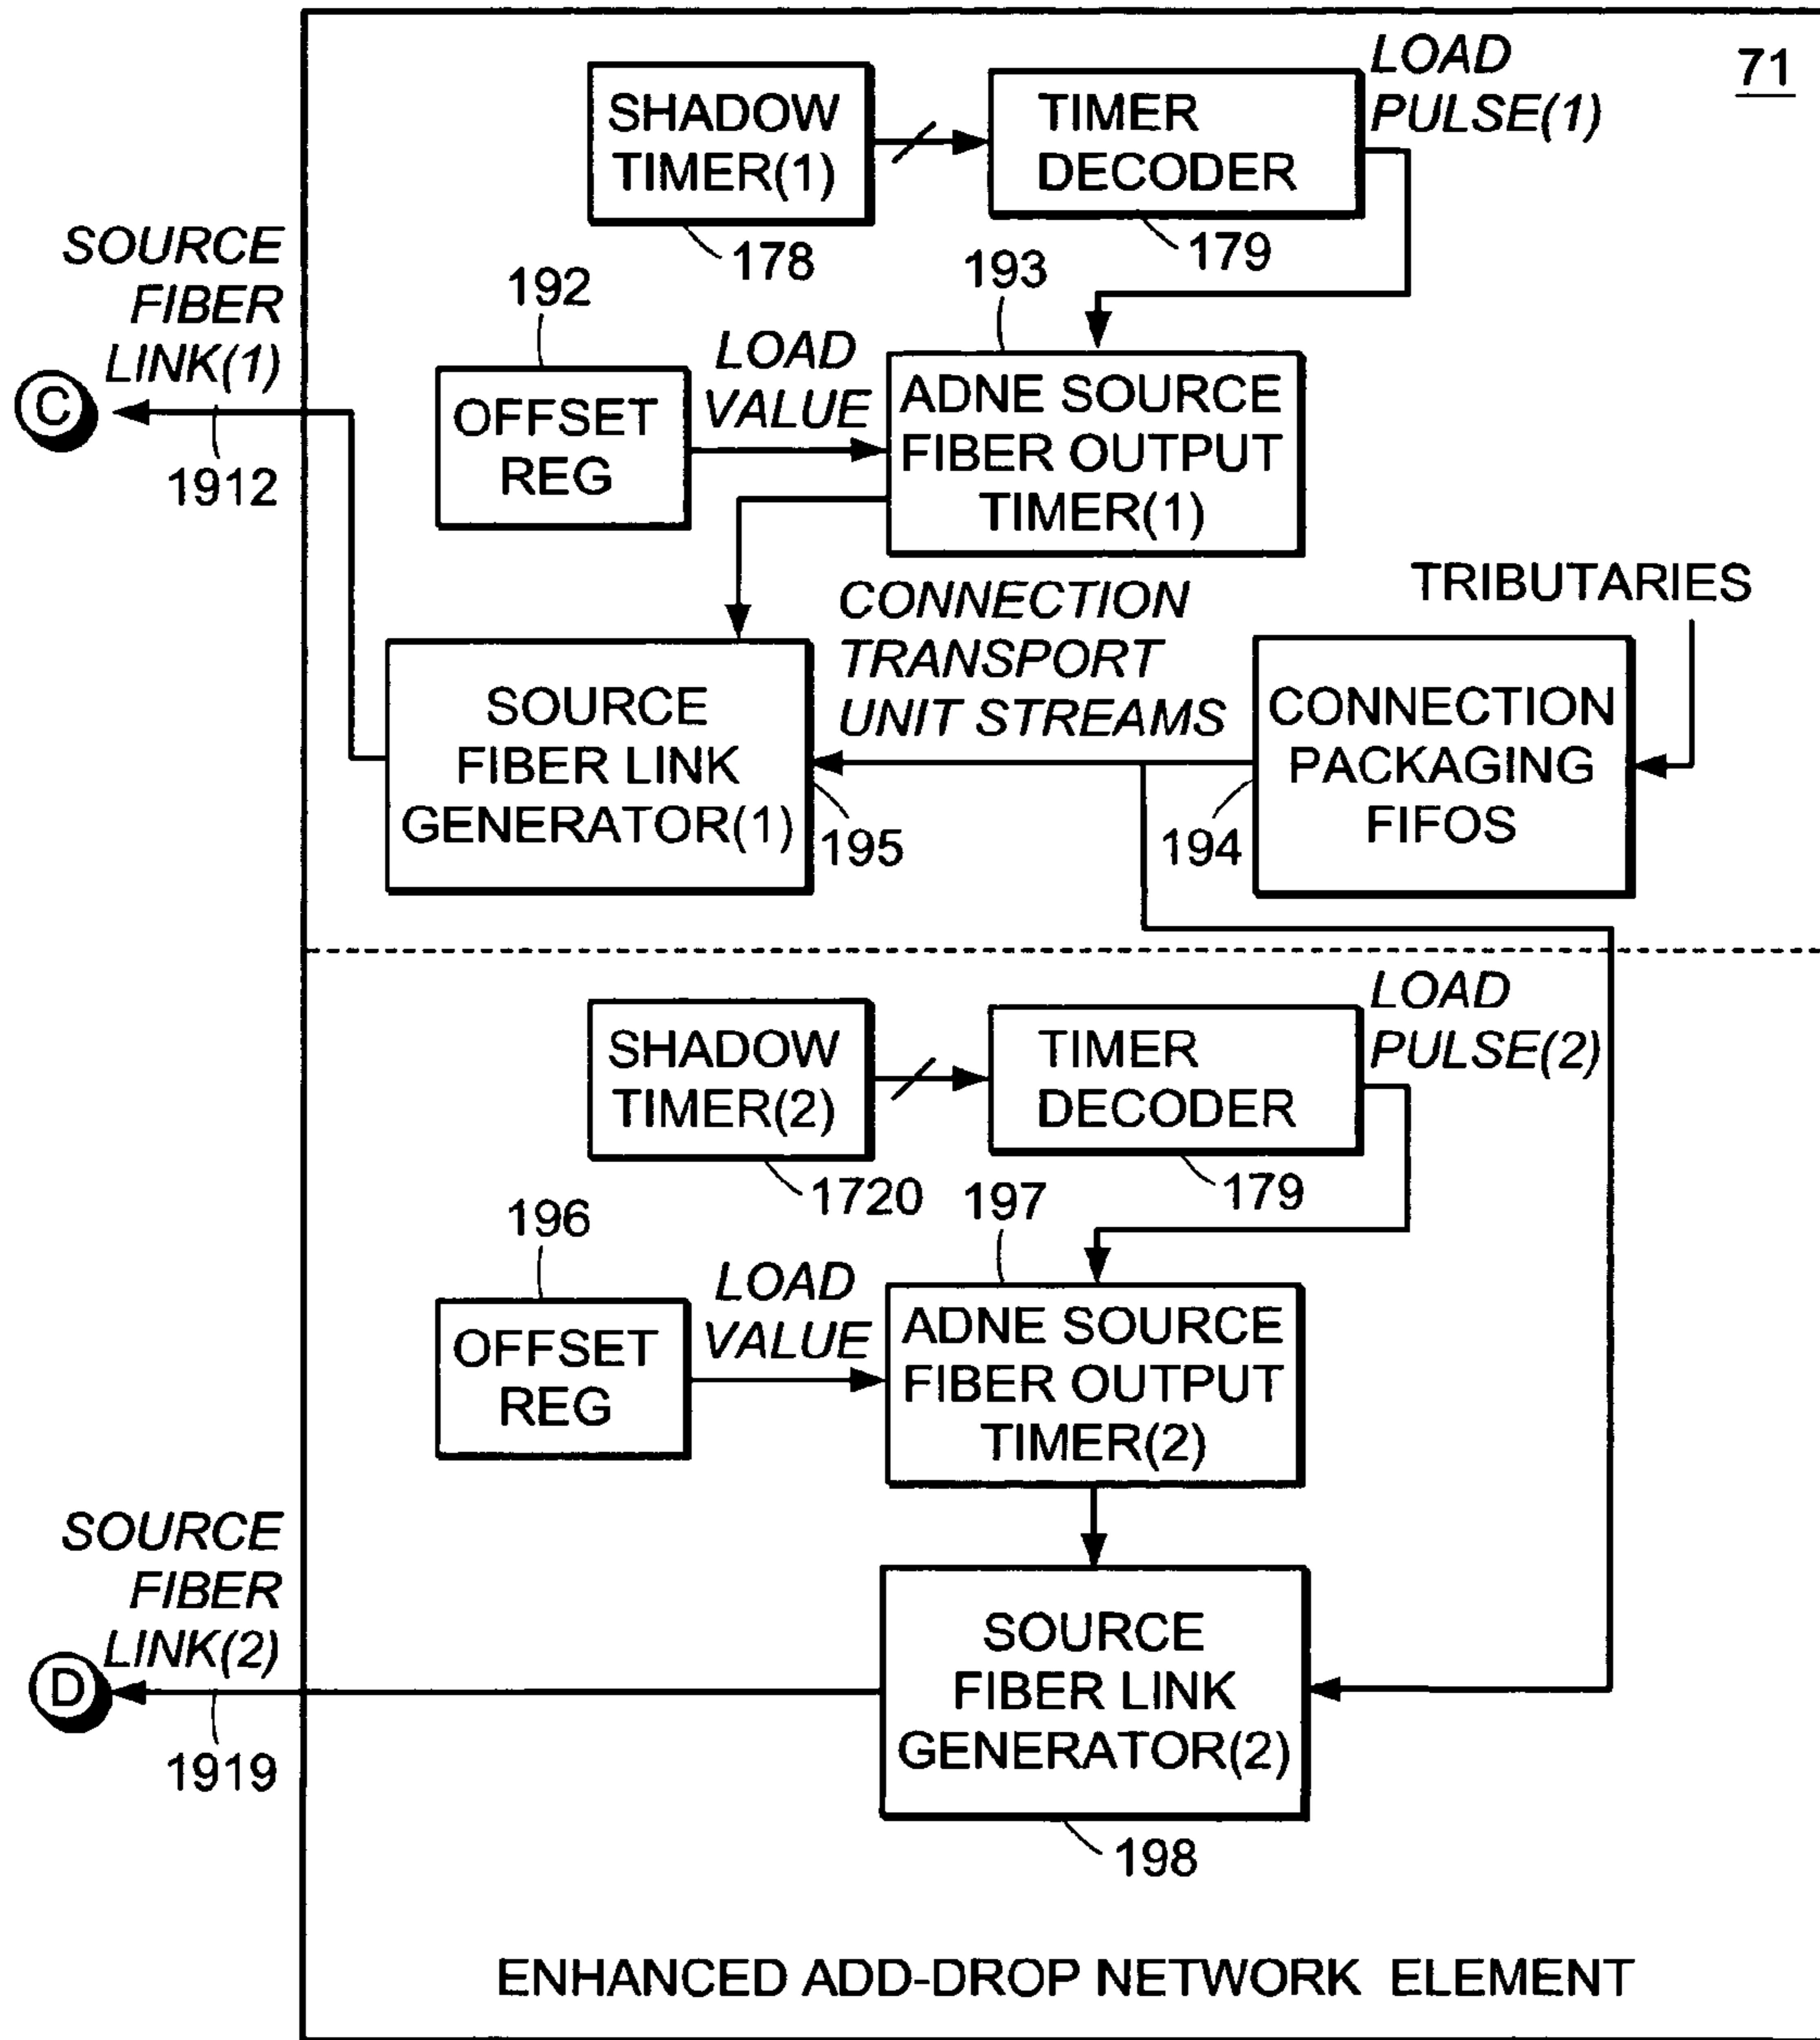 71
SHADOW
TIMER(1)
TIMER
DECODER
LOAD
PULSE(1)
178
179
SOURCE
FIBER
LINK(1)
C
1912
192
OFFSET
REG
LOAD
VALUE
193
ADNE SOURCE
FIBER OUTPUT
TIMER(1)
TRIBUTARIES
CONNECTION
TRANSPORT
UNIT STREAMS
SOURCE
FIBER LINK
GENERATOR(1)
195
194
CONNECTION
PACKAGING
FIFOS
SHADOW
TIMER(2)
TIMER
DECODER
LOAD
PULSE(2)
1720
179
196
OFFSET
REG
LOAD
VALUE
197
ADNE SOURCE
FIBER OUTPUT
TIMER(2)
SOURCE
FIBER
LINK(2)
D
1919
SOURCE
FIBER LINK
GENERATOR(2)
198
ENHANCED ADD-DROP NETWORK ELEMENT